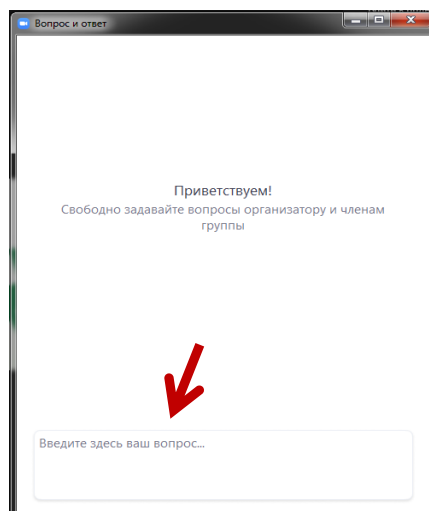 Вопрос и ответ
Приветствуем!
Свободно задавайте вопросы организатору и членам
группы
Введите здесь ваш вопрос...